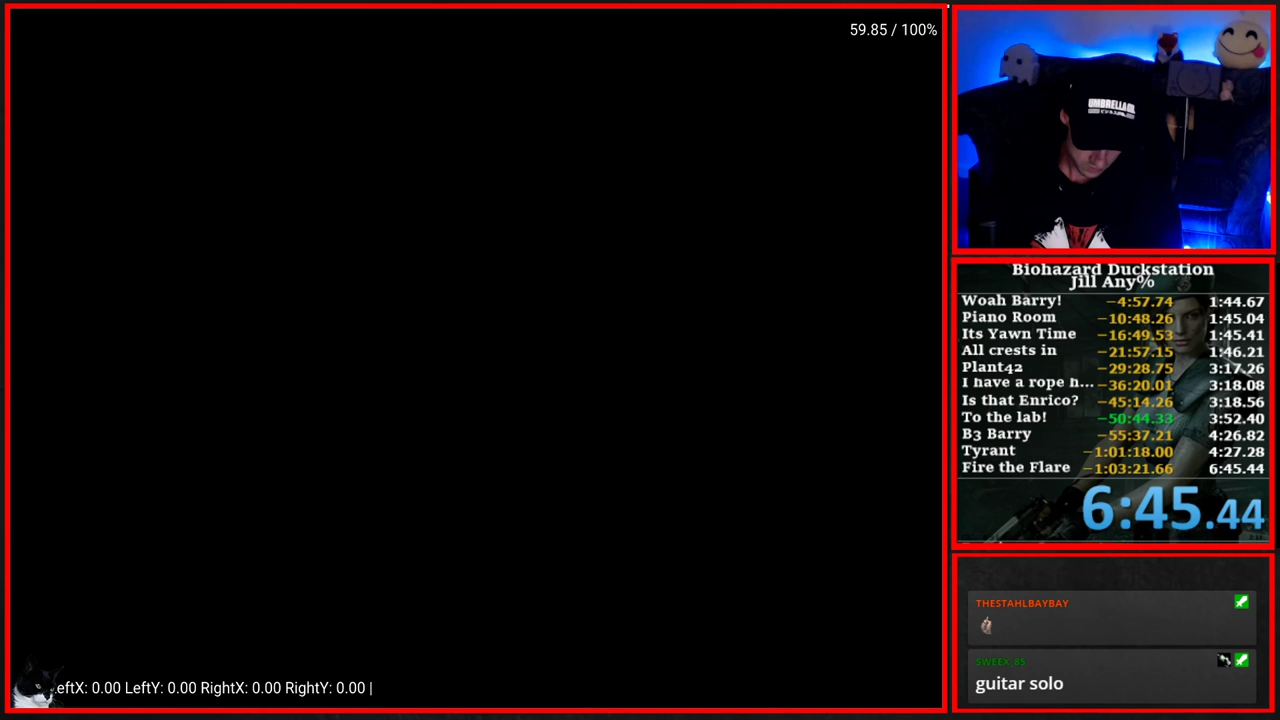 59.85 / 100%
eftX: 0.00 LeftY: 0.00 RightX: 0.00 RightY: 0.00 |
UMBRELLA
Biohazard Duckstation
Jill Any%
Woah Barry! -4:57.74 1:44.67
Piano Room -10:48.26 1:45.04
Its Yawn Time -16:49.53 1:45.41
All crests in -21:57.15 1:46.21
Plant42 -29:28.75 3:17.26
I have a rope h... -36:20.01 3:18.08
Is that Enrico? -45:14.26 3:18.56
To the lab! -50:44.33 3:52.40
B3 Barry -55:37.21 4:26.82
Tyrant -1:01:18.00 4:27.28
Fire the Flare -1:03:21.66 6:45.44
6:45.44
THESTAHLBAYBAY
SWEEX_85
guitar solo